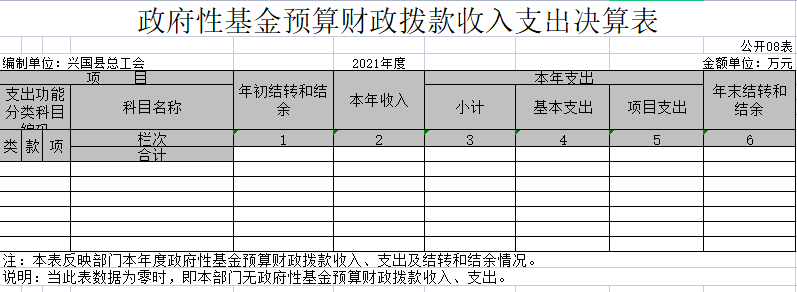 政府性基金预算财政拨款收入支出决算表
公开08表
编制单位：兴国县总工会 2021年度 金额单位：万元
项 目 年初结转和结余 本年收入 本年支出 年末结转和结余
支出功能分类科目编码 科目名称 小计 基本支出 项目支出
类 款 项 栏次 1 2 3 4 5 6
合计
注：本表反映部门本年度政府性基金预算财政拨款收入、支出及结转和结余情况。
说明：当此表数据为零时，即本部门无政府性基金预算财政拨款收入、支出。